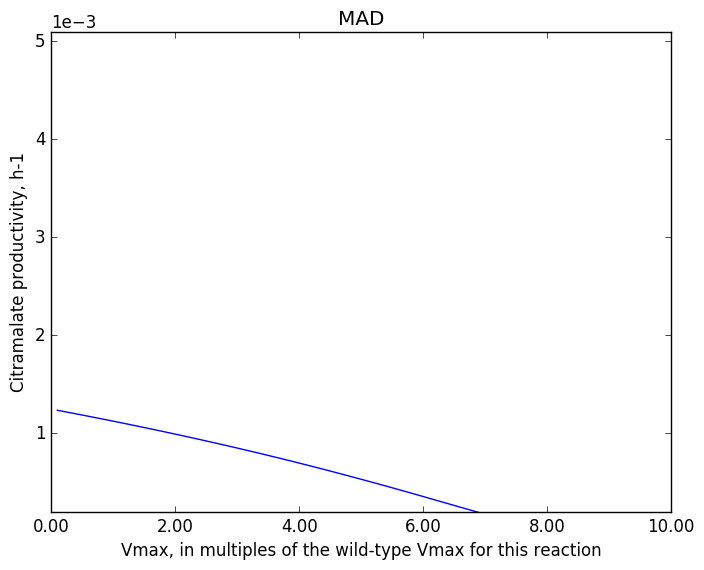 MAD
1e−3
5
4
3
2
1
Citramalate productivity, h-1
0.00 2.00 4.00 6.00 8.00 10.00
Vmax, in multiples of the wild-type Vmax for this reaction